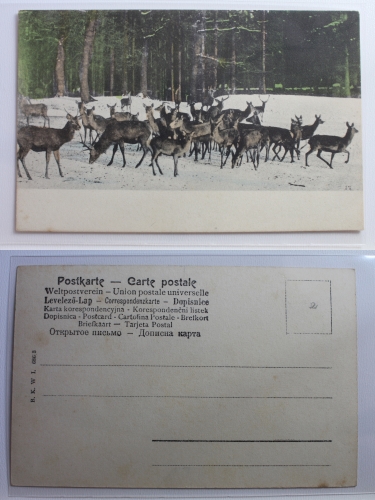 Postkarte — Carte postale
Weltpostverein - Union postale universelle
Levelező-Lap — Correspondenzkarte — Dopisnice
Karta korespondencyjna - Korespondenční lístek
Dopisnica - Postcard - Cartolina Postale - Brefkort
Briefkaart — Tarjeta Postal
Открытое письмо — Дописна карта
R. K. W. I.